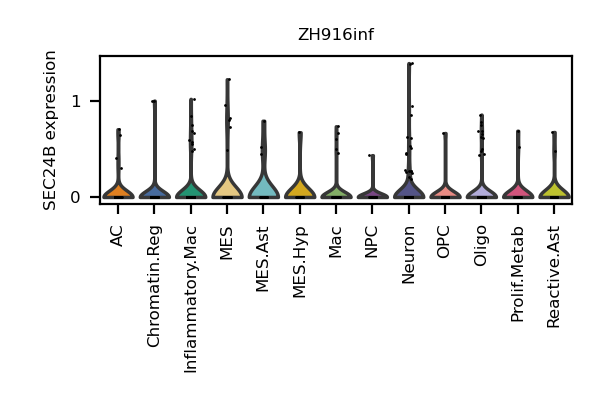 ZH916inf
SEC24B expression
1
0
AC
Chromatin.Reg
Inflammatory.Mac
MES
MES.Ast
MES.Hyp
Mac
NPC
Neuron
OPC
Oligo
Prolif.Metab
Reactive.Ast